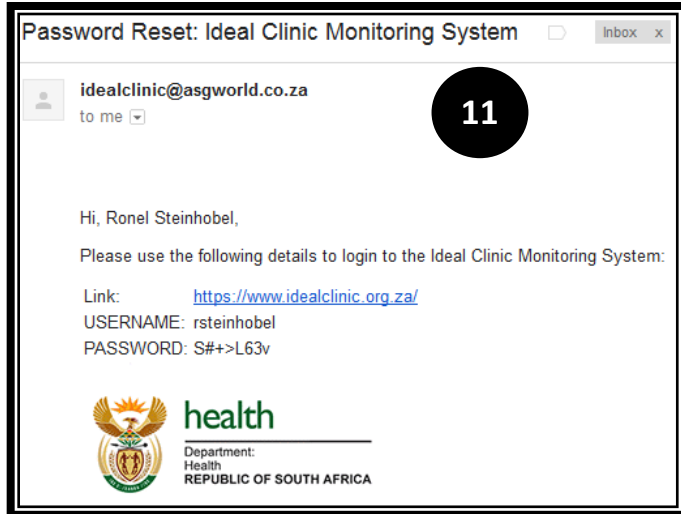 Password Reset: Ideal Clinic Monitoring System
Inbox x
idealclinic@asgworld.co.za
to me
11
Hi, Ronel Steinhobel,
Please use the following details to login to the Ideal Clinic Monitoring System:
Link: https://www.idealclinic.org.za/
USERNAME: rsteinhobel
PASSWORD: S#+>L63v
health
Department:
Health
REPUBLIC OF SOUTH AFRICA